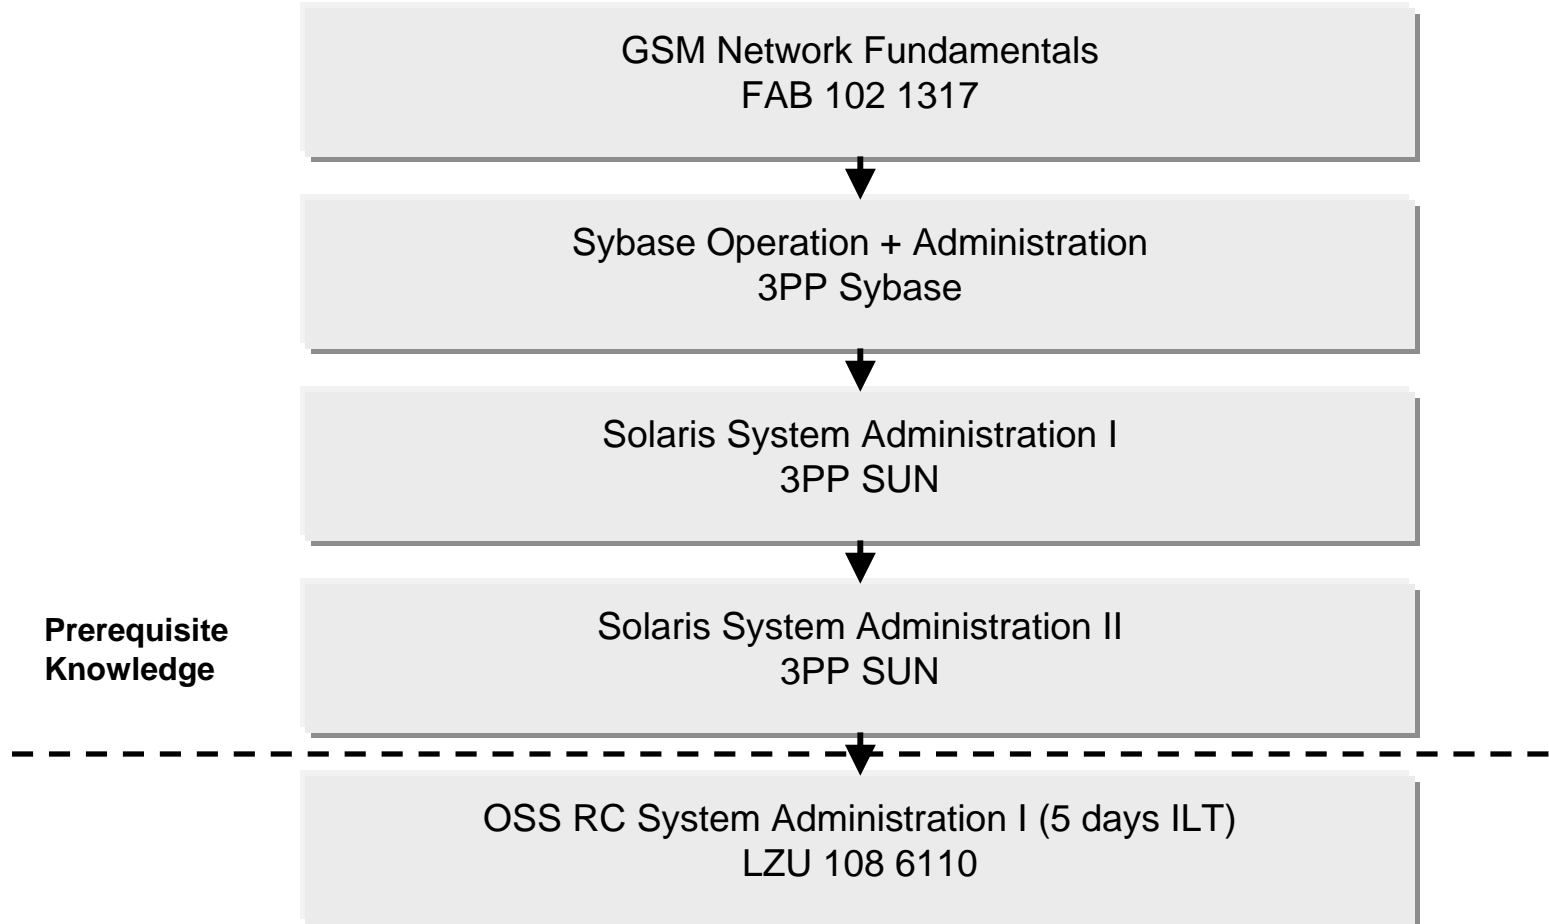 GSM Network Fundamentals
FAB 102 1317
Sybase Operation + Administration
3PP Sybase
Solaris System Administration I
3PP SUN
Prerequisite
Knowledge
Solaris System Administration II
3PP SUN
OSS RC System Administration I (5 days ILT)
LZU 108 6110